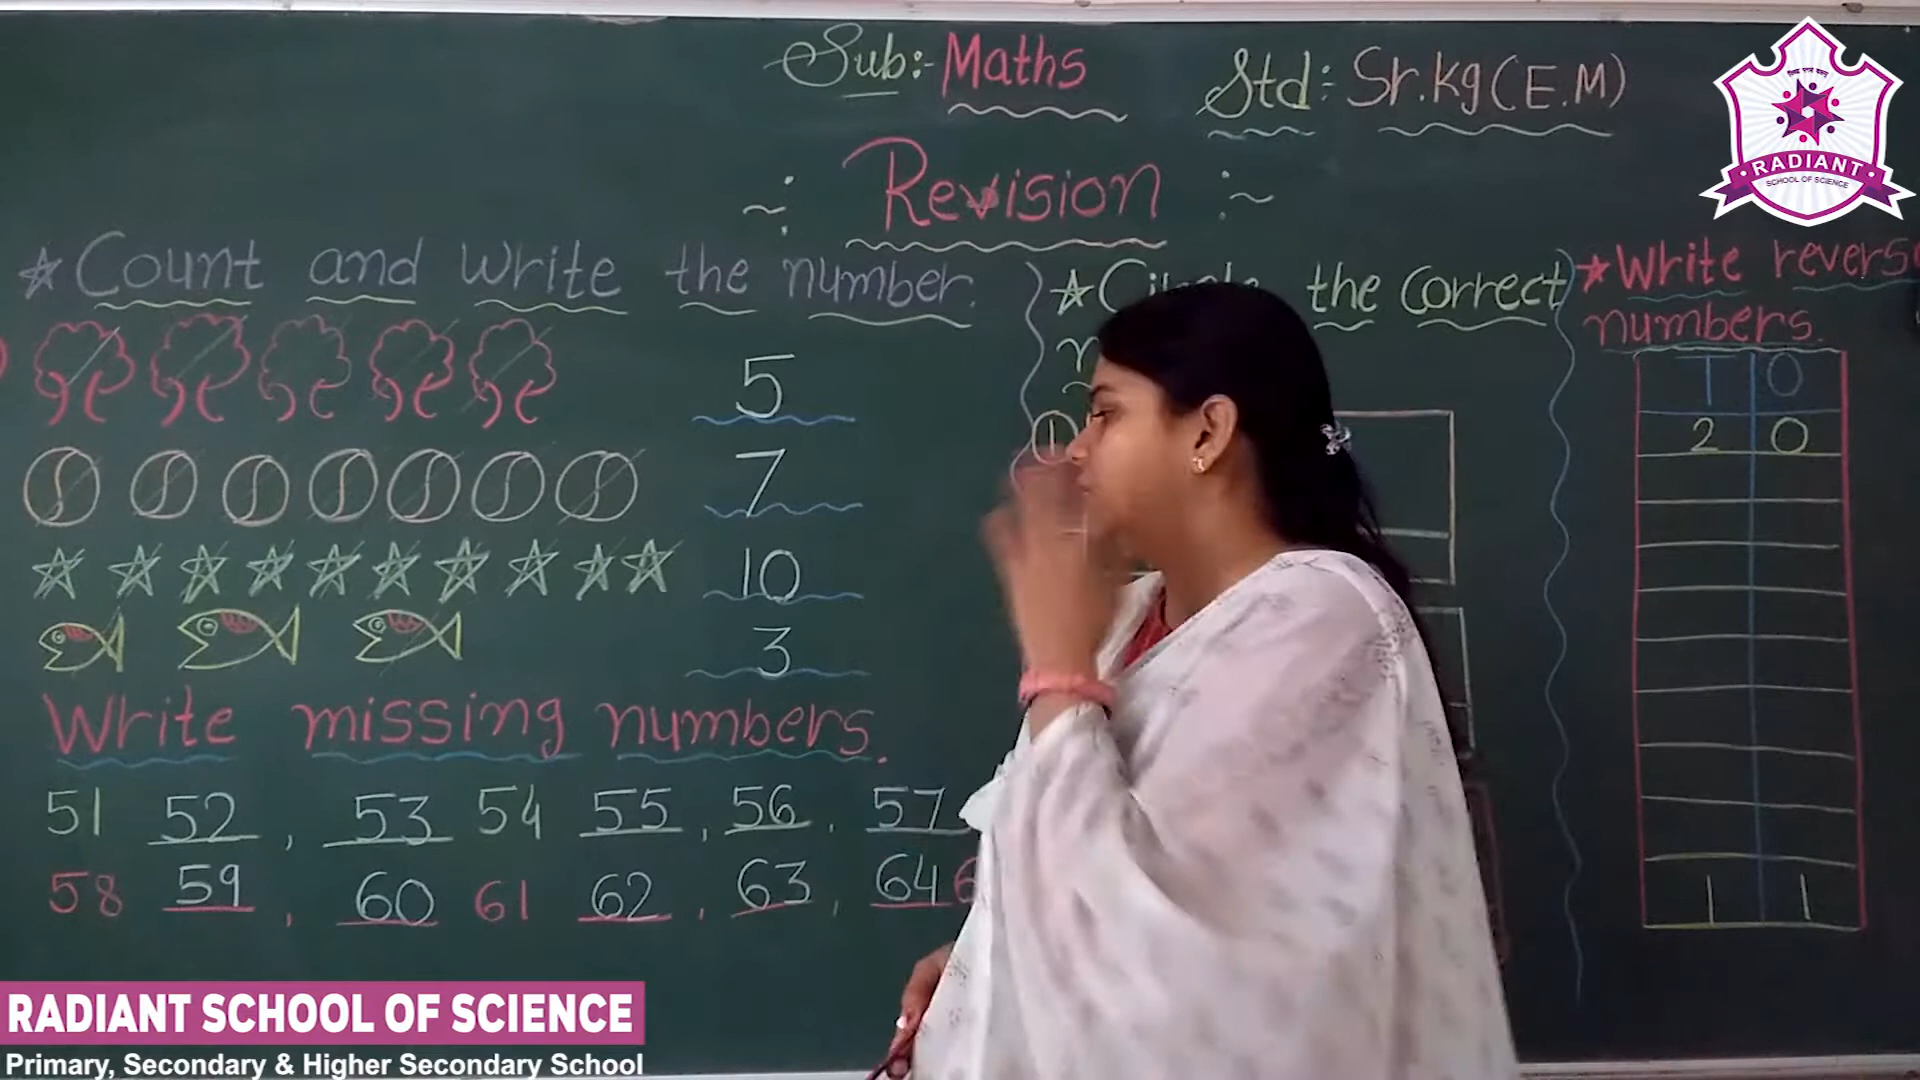 Sub:- Maths
Std:- Sr.kg (E.M)
Revision
Count and write the number.
5
7
10
3
Write missing numbers.
51 52, 53 54 55, 56, 57
58 59, 60 61 62, 63, 64 6
the correct
1
Write reverse
numbers.
1 0
2 0
1 1
RADIANT
SCHOOL OF SCIENCE
RADIANT SCHOOL OF SCIENCE
Primary, Secondary & Higher Secondary School